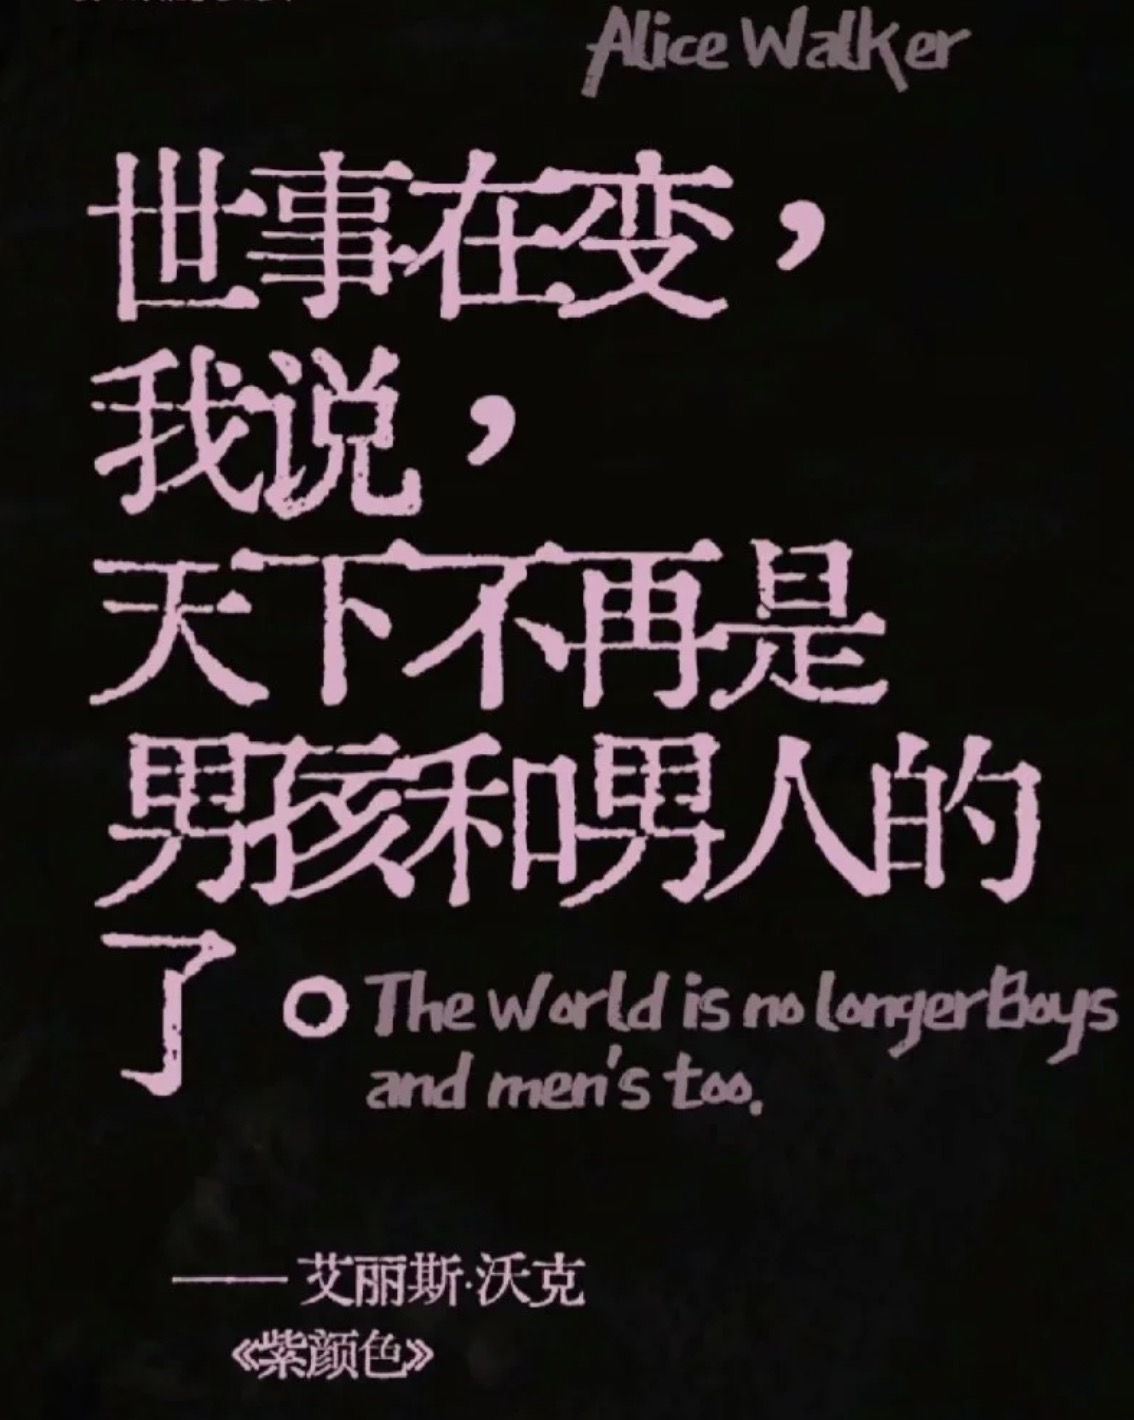 Alice Walker
世事在变，
我说，
天下不再是
男孩和男人的
了。
The World is no longer Boys
and men's too.
——艾丽斯·沃克
《紫颜色》